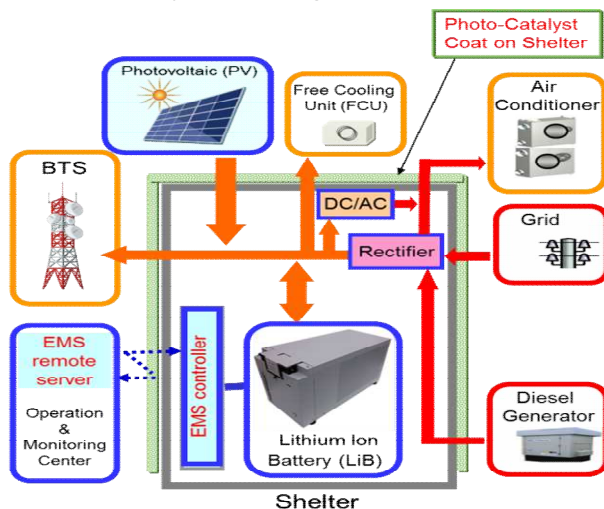 Photo-Catalyst
Coat on Shelter
Photovoltaic (PV)
Free Cooling
Unit (FCU)
Air
Conditioner
BTS
DC/AC
Grid
Rectifier
EMS
remote
server
Operation
&
Monitoring
Center
EMS controller
Lithium Ion
Battery (LiB)
Diesel
Generator
Shelter